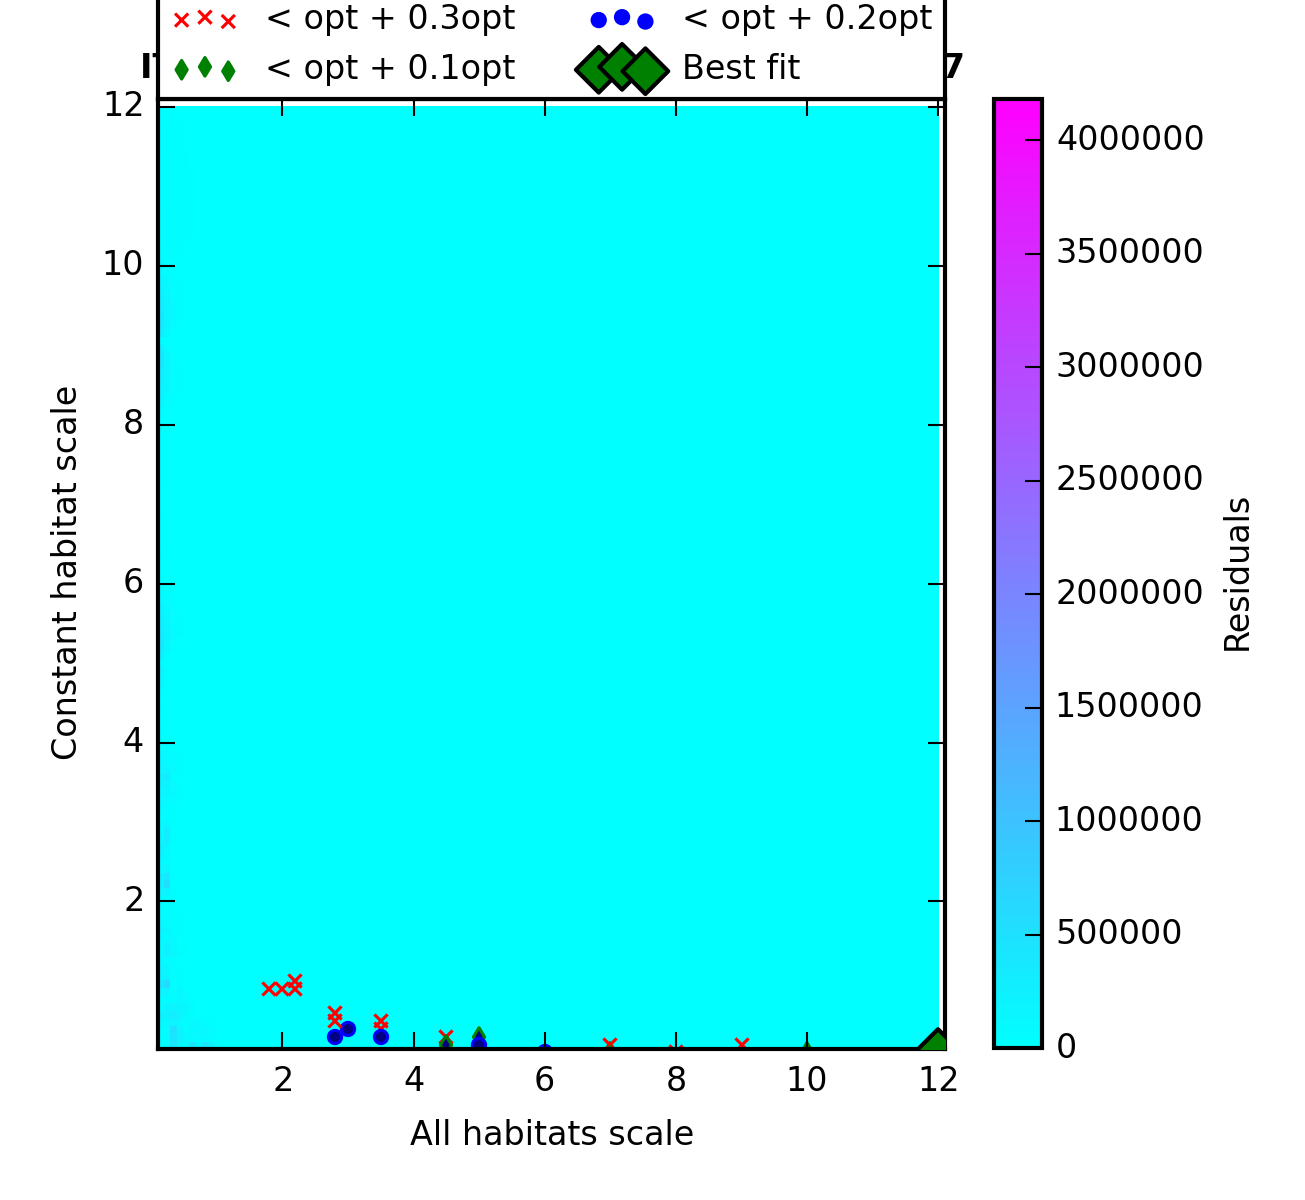 < opt + 0.3opt < opt + 0.2opt
< opt + 0.1opt Best fit
7
12
10
8
6
4
2
2 4 6 8 10 12
All habitats scale
Constant habitat scale
4000000
3500000
3000000
2500000
2000000
1500000
1000000
500000
0
Residuals